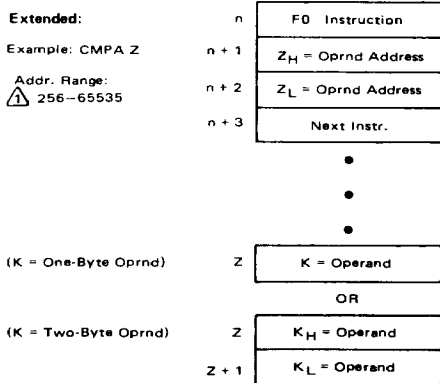 Extended:
n F0 Instruction
Example: CMPA Z
n + 1 ZH = Oprnd Address
Addr. Range:
n + 2 ZL = Oprnd Address
1 256–65535
n + 3 Next Instr.
(K = One-Byte Oprnd) Z K = Operand
OR
(K = Two-Byte Oprnd) Z KH = Operand
Z + 1 KL = Operand